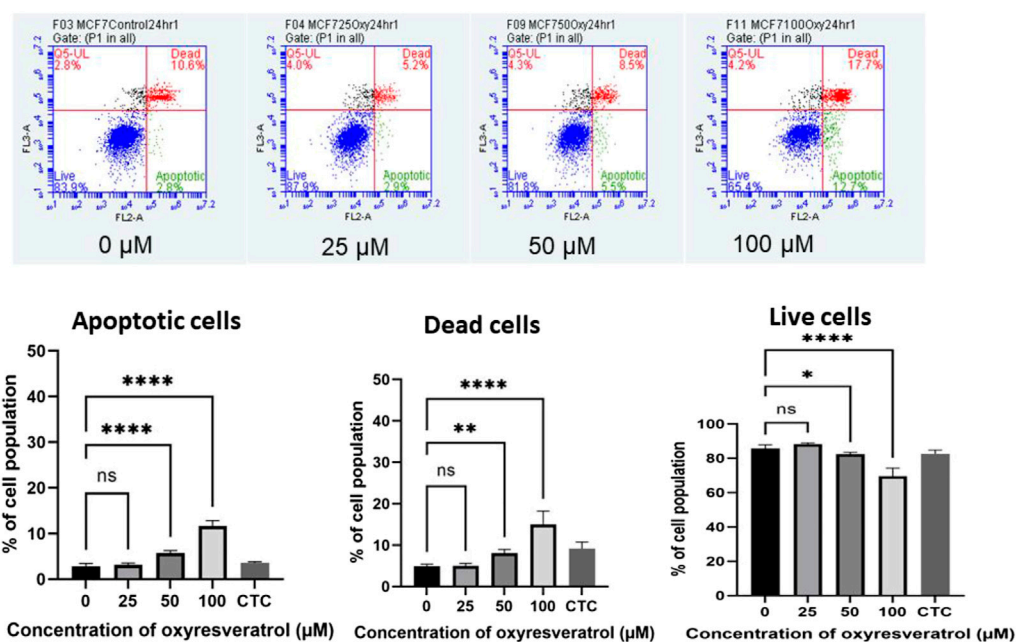 F03 MCF7Control24hr1
Gate: (P1 in all)
Q5-UL
2.8%
Dead
10.6%
Live
83.9%
Apoptotic
2.8%
FL3-A
FL2-A
0 µM
F04 MCF725Oxy24hr1
Gate: (P1 in all)
Q5-UL
4.0%
Dead
5.2%
Live
87.9%
Apoptotic
2.9%
FL3-A
FL2-A
25 µM
F09 MCF750Oxy24hr1
Gate: (P1 in all)
Q5-UL
4.3%
Dead
8.5%
Live
81.8%
Apoptotic
5.5%
FL3-A
FL2-A
50 µM
F11 MCF7100Oxy24hr1
Gate: (P1 in all)
Q5-UL
4.2%
Dead
17.7%
Live
65.4%
Apoptotic
12.7%
FL3-A
FL2-A
100 µM
Apoptotic cells
% of cell population
50
40
30
20
10
0
****
****
ns
0 25 50 100 CTC
Concentration of oxyresveratrol (µM)
Dead cells
% of cell population
50
40
30
20
10
0
****
**
ns
0 25 50 100 CTC
Concentration of oxyresveratrol (µM)
Live cells
% of cell population
100
80
60
40
20
0
****
*
ns
0 25 50 100 CTC
Concentration of oxyresveratrol (µM)